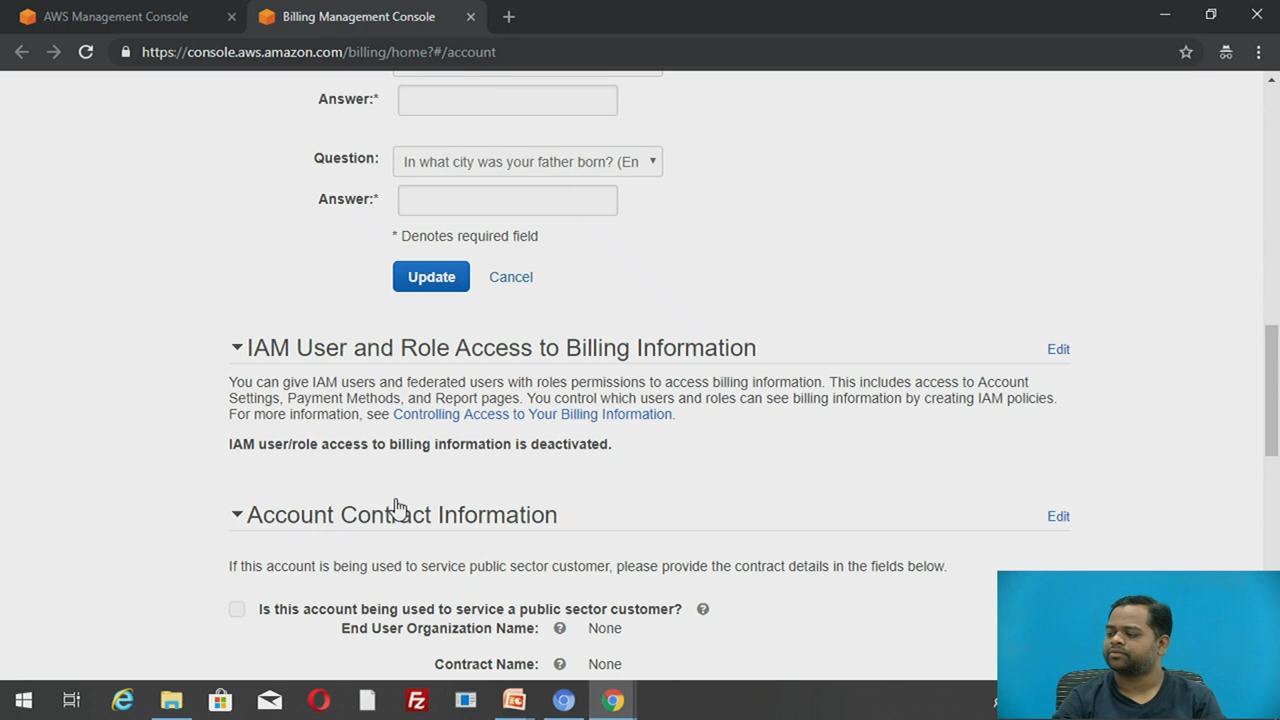 AWS Management Console
Billing Management Console
https://console.aws.amazon.com/billing/home?#/account
Answer:*
Question:
In what city was your father born? (En
Answer:*
* Denotes required field
Update
Cancel
IAM User and Role Access to Billing Information
Edit
You can give IAM users and federated users with roles permissions to access billing information. This includes access to Account
Settings, Payment Methods, and Report pages. You control which users and roles can see billing information by creating IAM policies.
For more information, see Controlling Access to Your Billing Information.
IAM user/role access to billing information is deactivated.
Account Contract Information
Edit
If this account is being used to service public sector customer, please provide the contract details in the fields below.
Is this account being used to service a public sector customer? ?
End User Organization Name: ? None
Contract Name: ? None